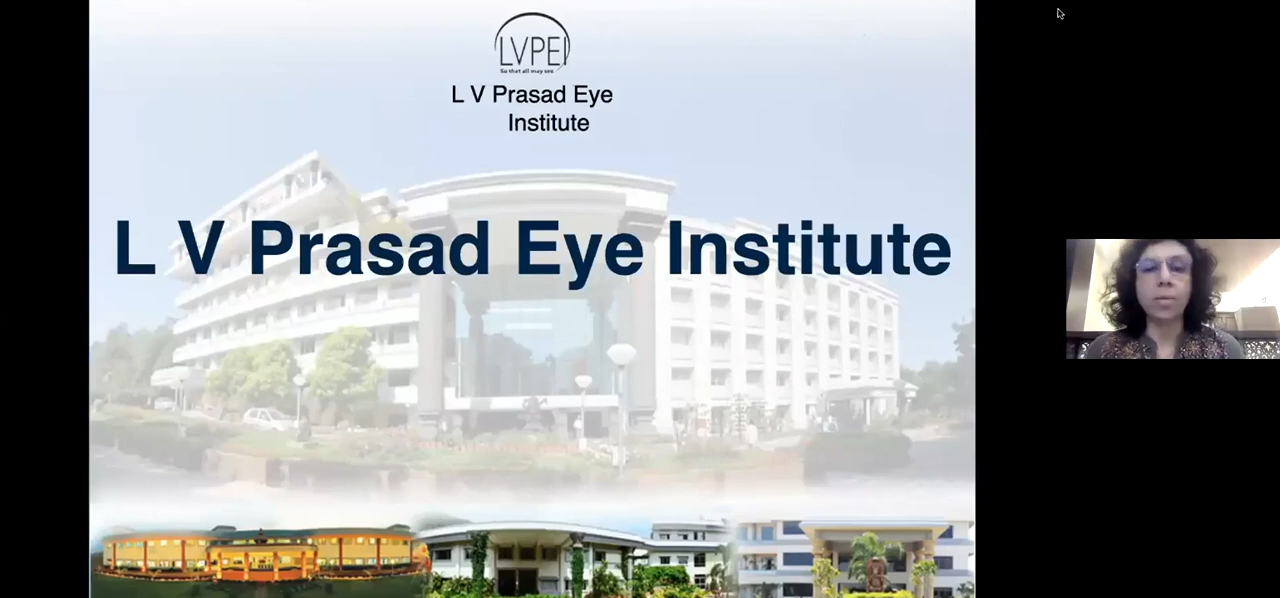 LVPEI
So that all may see
L V Prasad Eye
Institute
L V Prasad Eye Institute